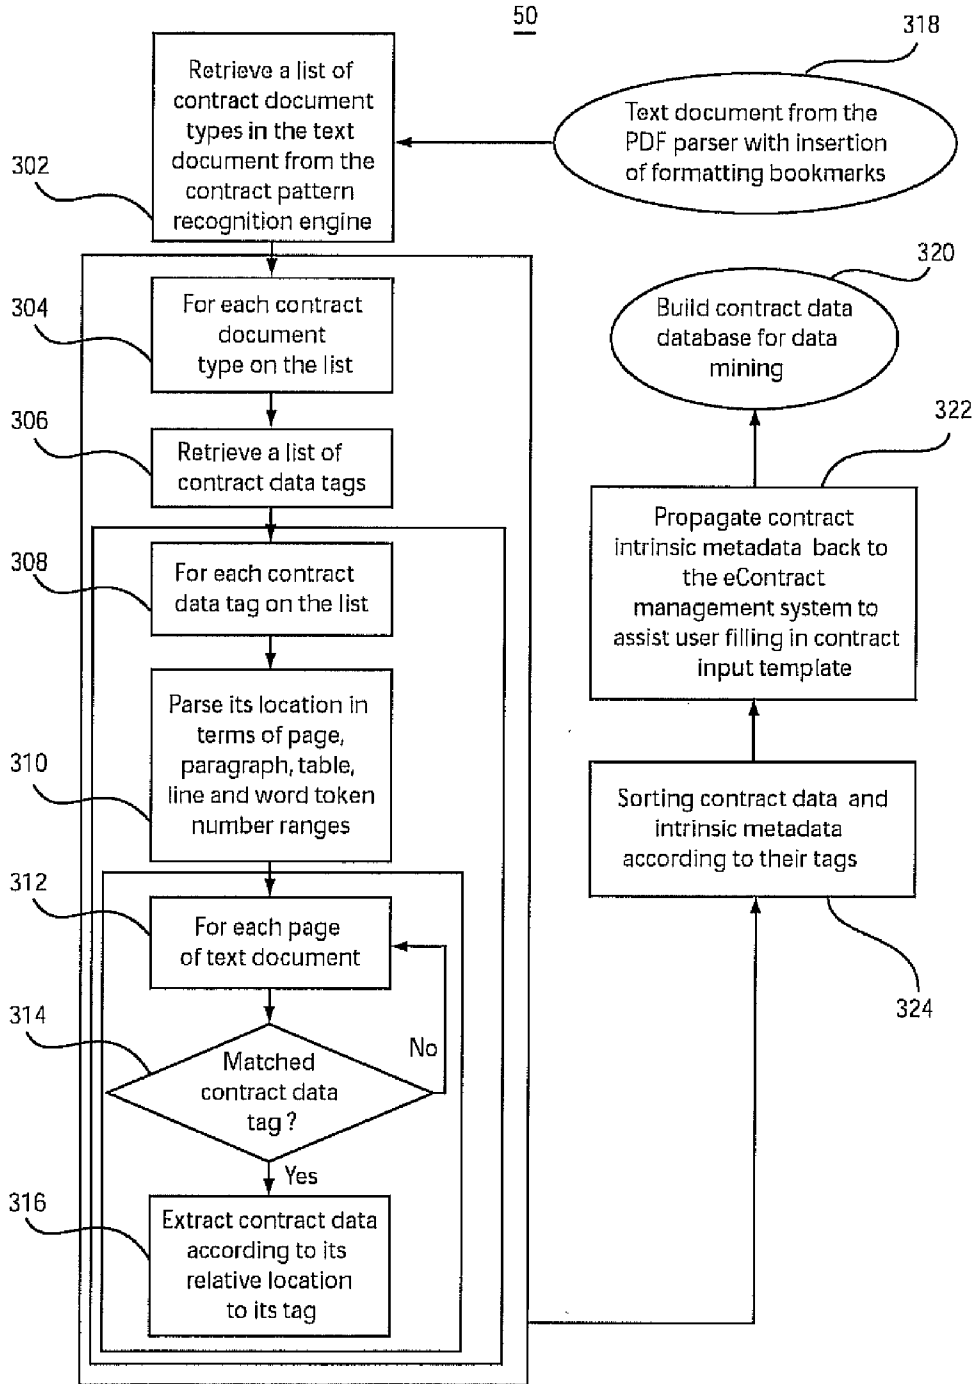 50
318
Retrieve a list of
contract document
types in the text
document from the
contract pattern
recognition engine
Text document from the
PDF parser with insertion
of formatting bookmarks
302
320
Build contract data
database for data
mining
304
For each contract
document
type on the list
306
Retrieve a list of
contract data tags
322
Propagate contract
intrinsic metadata back to
the eContract
management system to
assist user filling in contract
input template
308
For each contract
data tag on the list
310
Parse its location in
terms of page,
paragraph, table,
line and word token
number ranges
Sorting contract data and
intrinsic metadata
according to their tags
324
312
For each page
of text document
314
Matched
contract data
tag ?
No
Yes
316
Extract contract data
according to its
relative location
to its tag